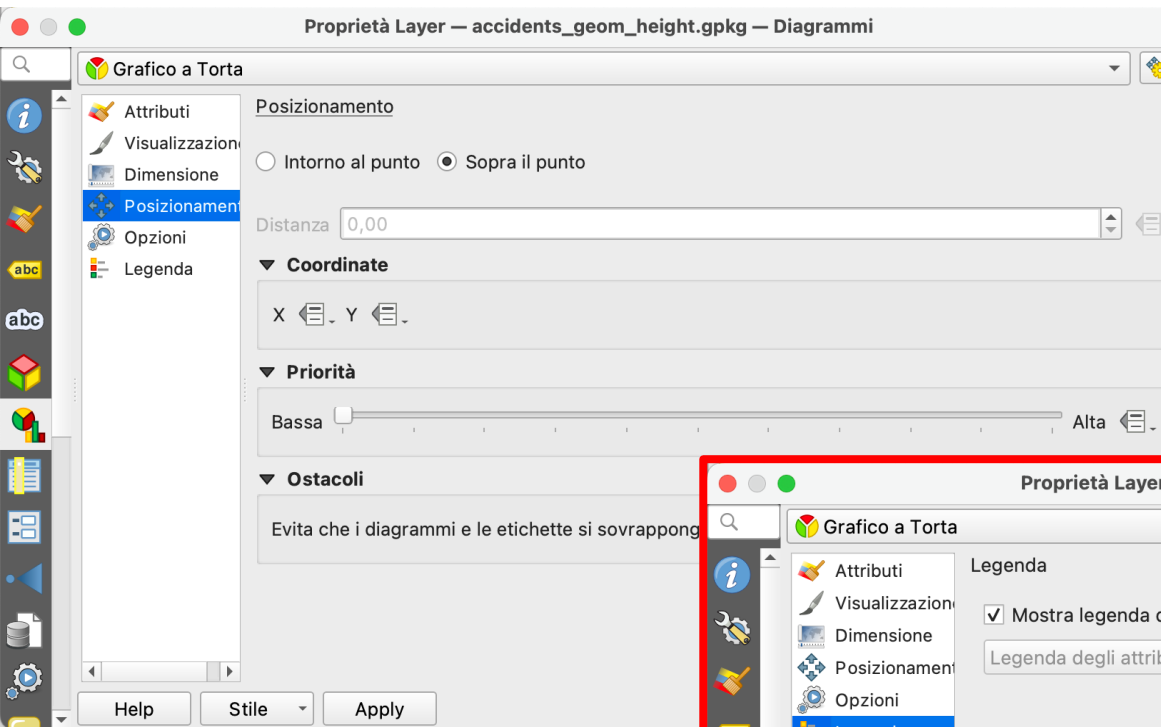 Proprietà Layer — accidents_geom_height.gpkg — Diagrammi
Grafico a Torta
Attributi
Visualizzazion
Dimensione
Posizionament
Opzioni
Legenda
Posizionamento
Intorno al punto
Sopra il punto
Distanza 0,00
Coordinate
X Y
Priorità
Bassa Alta
Ostacoli
Evita che i diagrammi e le etichette si sovrappong
Help Stile Apply
abc
abc
Proprietà Layer
Grafico a Torta
Attributi
Visualizzazion
Dimensione
Posizionament
Opzioni
Legenda
Mostra legenda
Legenda degli attrib